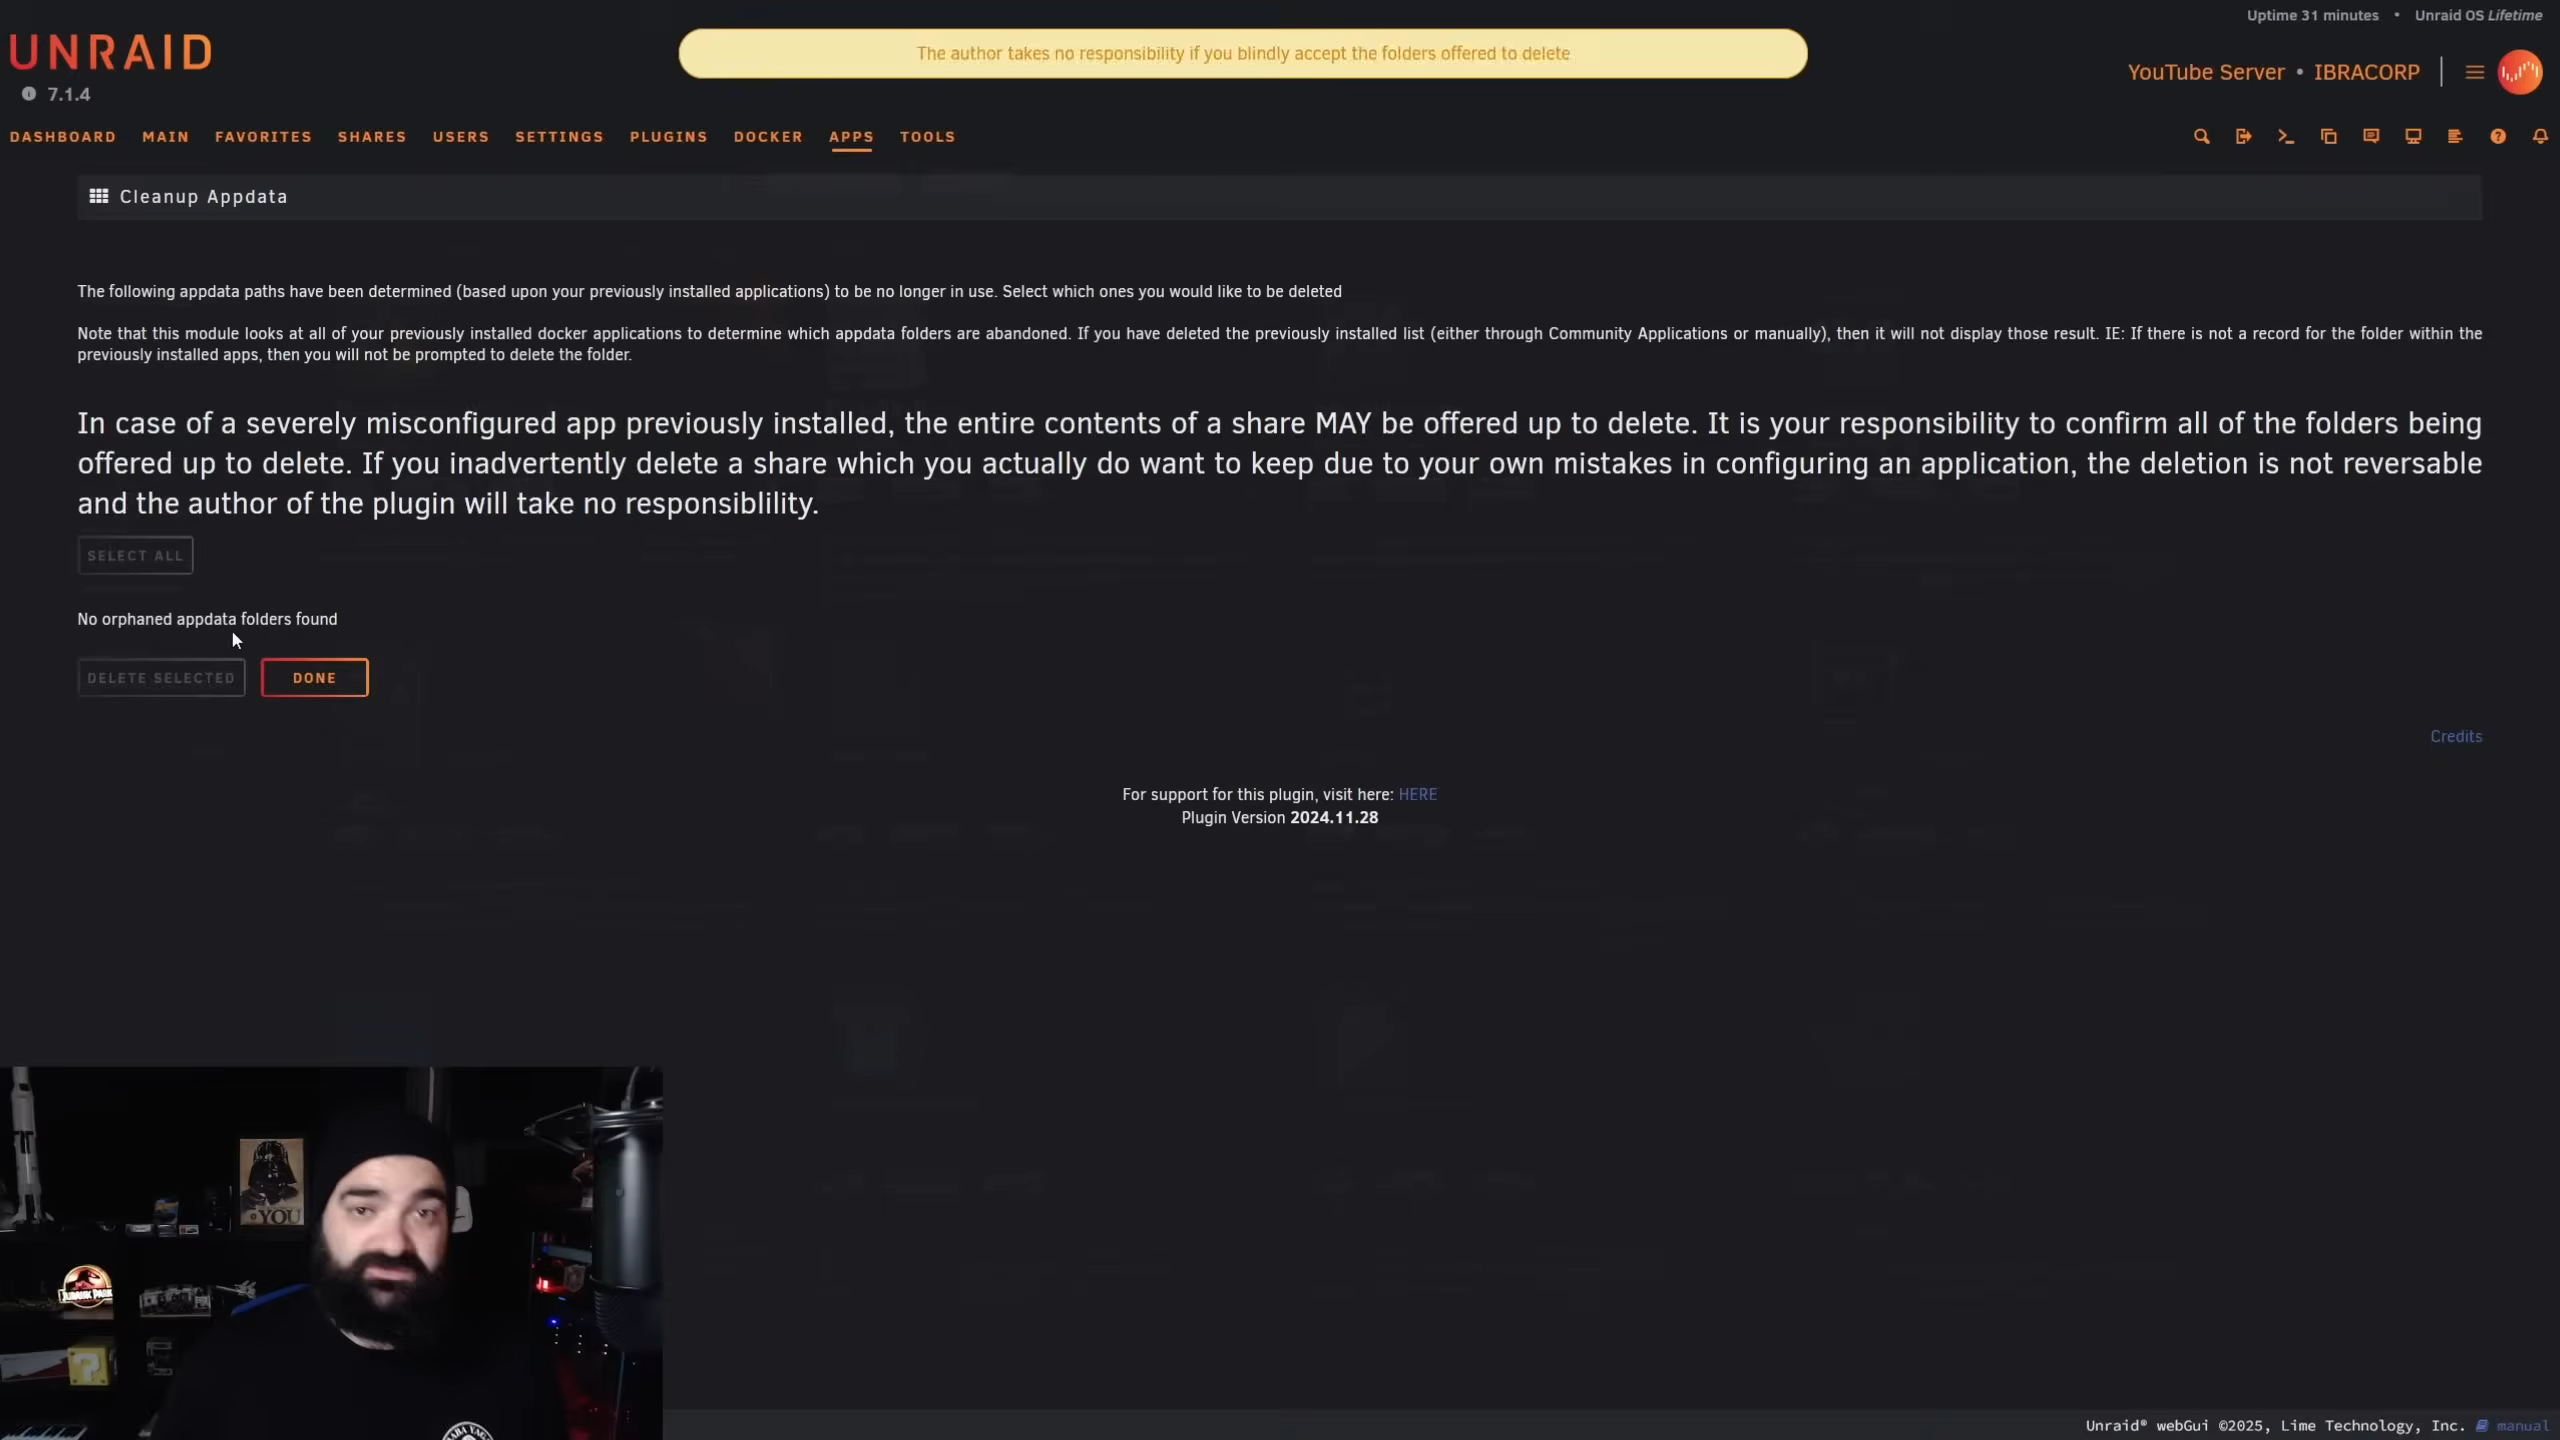 Uptime 31 minutes • Unraid OS Lifetime
UNRAID
The author takes no responsibility if you blindly accept the folders offered to delete
YouTube Server • IBRACORP
7.1.4
DASHBOARD MAIN FAVORITES SHARES USERS SETTINGS PLUGINS DOCKER APPS TOOLS
Cleanup Appdata
The following appdata paths have been determined (based upon your previously installed applications) to be no longer in use. Select which ones you would like to be deleted
Note that this module looks at all of your previously installed docker applications to determine which appdata folders are abandoned. If you have deleted the previously installed list (either through Community Applications or manually), then it will not display those result. IE: If there is not a record for the folder within the
previously installed apps, then you will not be prompted to delete the folder.
In case of a severely misconfigured app previously installed, the entire contents of a share MAY be offered up to delete. It is your responsibility to confirm all of the folders being
offered up to delete. If you inadvertently delete a share which you actually do want to keep due to your own mistakes in configuring an application, the deletion is not reversable
and the author of the plugin will take no responsiblility.
SELECT ALL
No orphaned appdata folders found
DELETE SELECTED DONE
Credits
For support for this plugin, visit here: HERE
Plugin Version 2024.11.28
YOU
JURASSIC PARK
?
BABA YAGA
Unraid® webGui ©2025, Lime Technology, Inc. manual